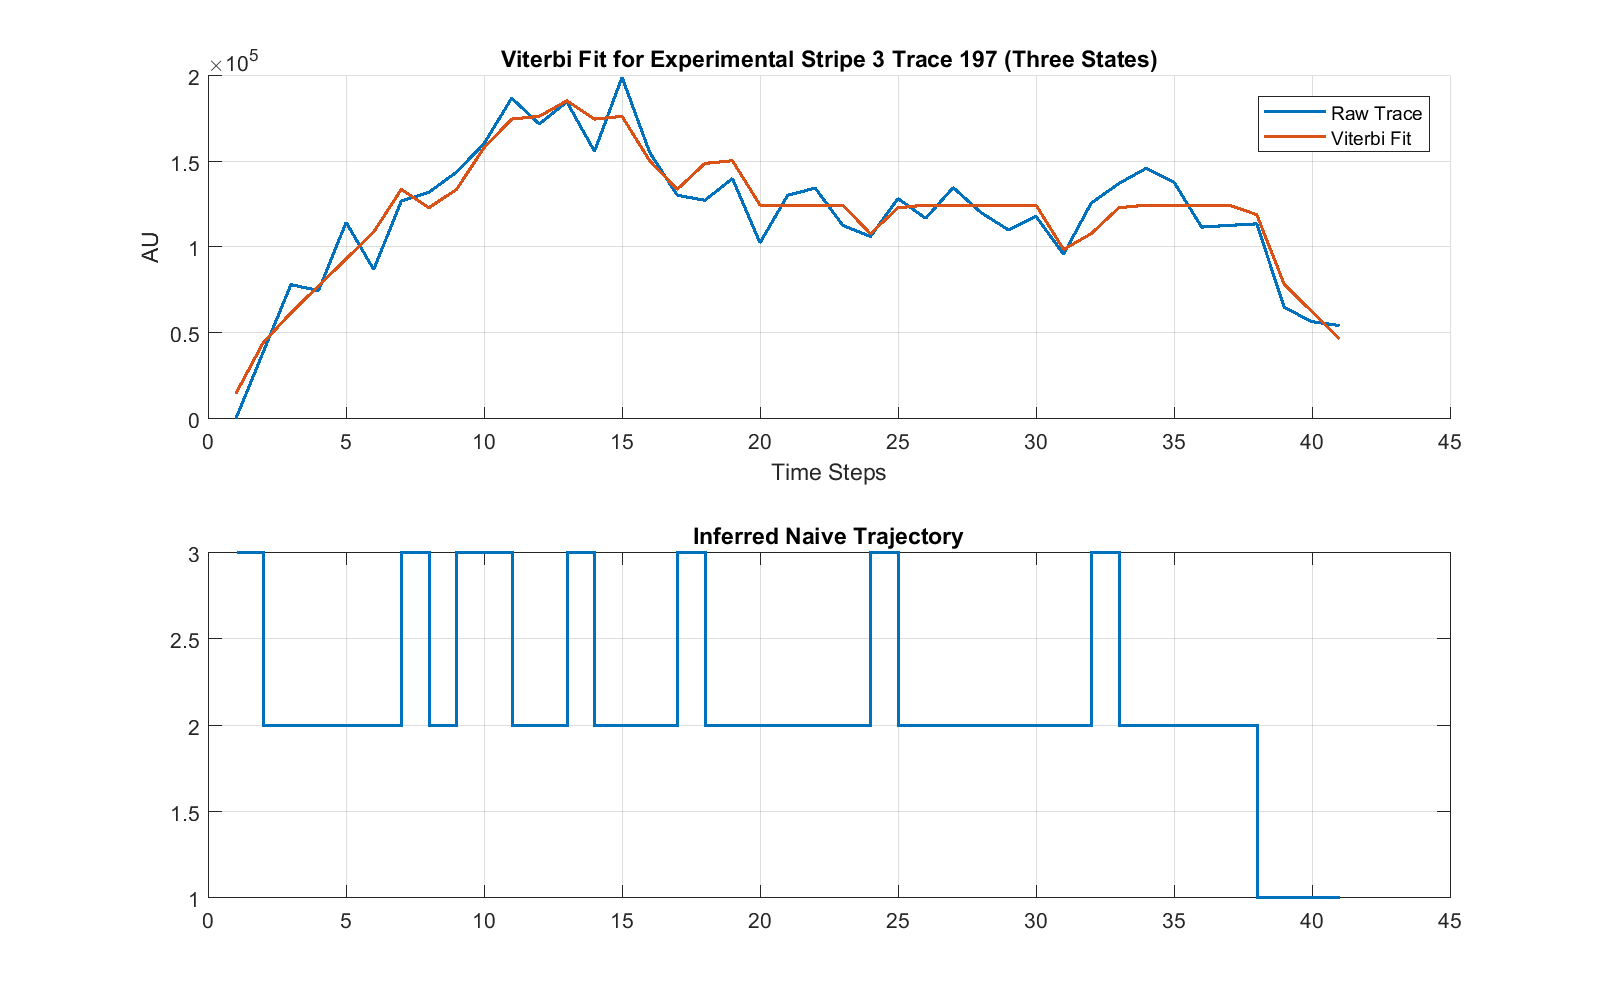 Viterbi Fit for Experimental Stripe 3 Trace 197 (Three States)
×10^5
2
1.5
1
0.5
0
AU
Raw Trace
Viterbi Fit
0 5 10 15 20 25 30 35 40 45
Time Steps
Inferred Naive Trajectory
3
2.5
2
1.5
1
0 5 10 15 20 25 30 35 40 45